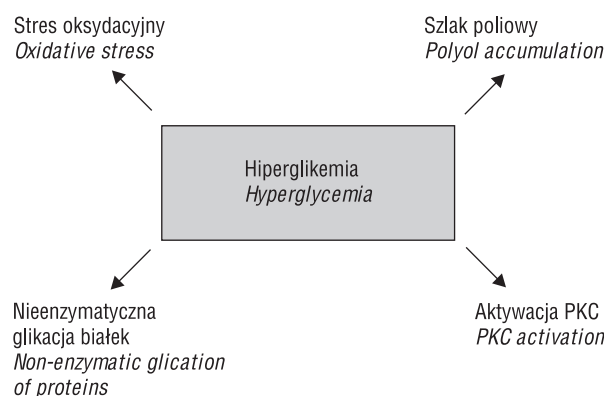 Stres oksydacyjny
Oxidative stress
Szlak poliowy
Polyol accumulation
Hiperglikemia
Hyperglycemia
Nieenzymatyczna
glikacja białek
Non-enzymatic glication
of proteins
Aktywacja PKC
PKC activation